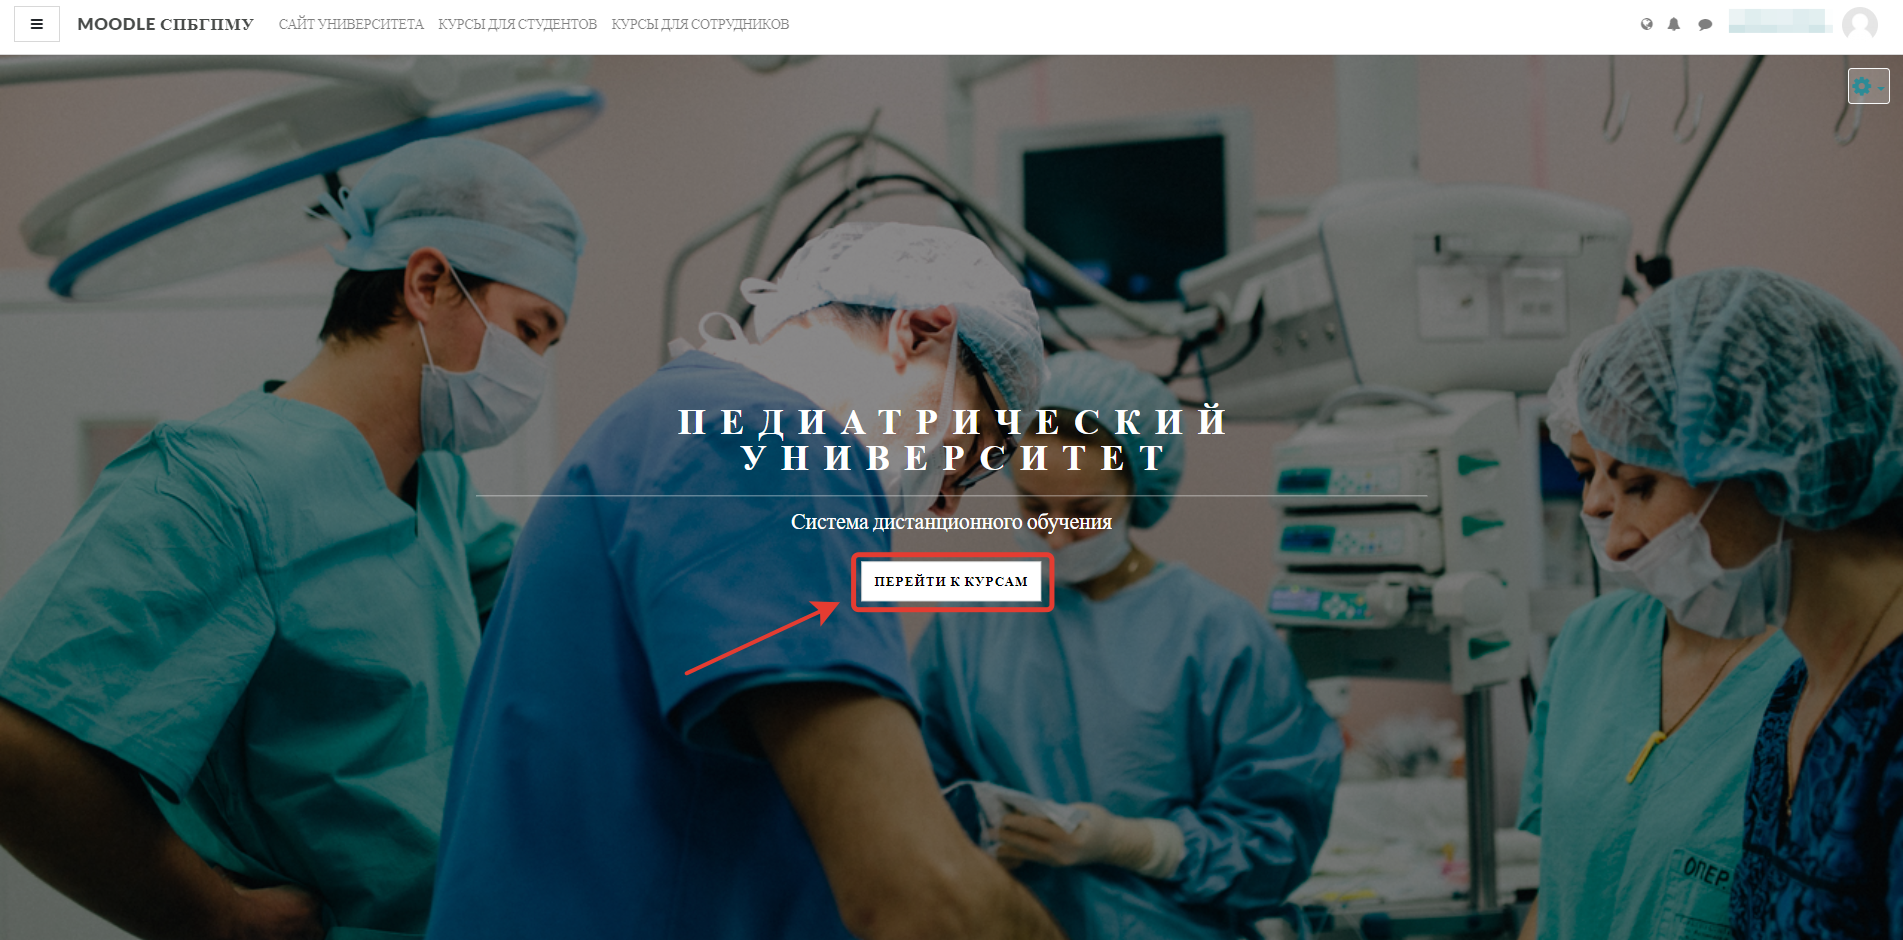 MOODLE СПБГПМУ
САЙТ УНИВЕРСИТЕТА
КУРСЫ ДЛЯ СТУДЕНТОВ
КУРСЫ ДЛЯ СОТРУДНИКОВ
ПЕДИАТРИЧЕСКИЙ
УНИВЕРСИТЕТ
Система дистанционного обучения
ПЕРЕЙТИ К КУРСАМ
ОПЕР